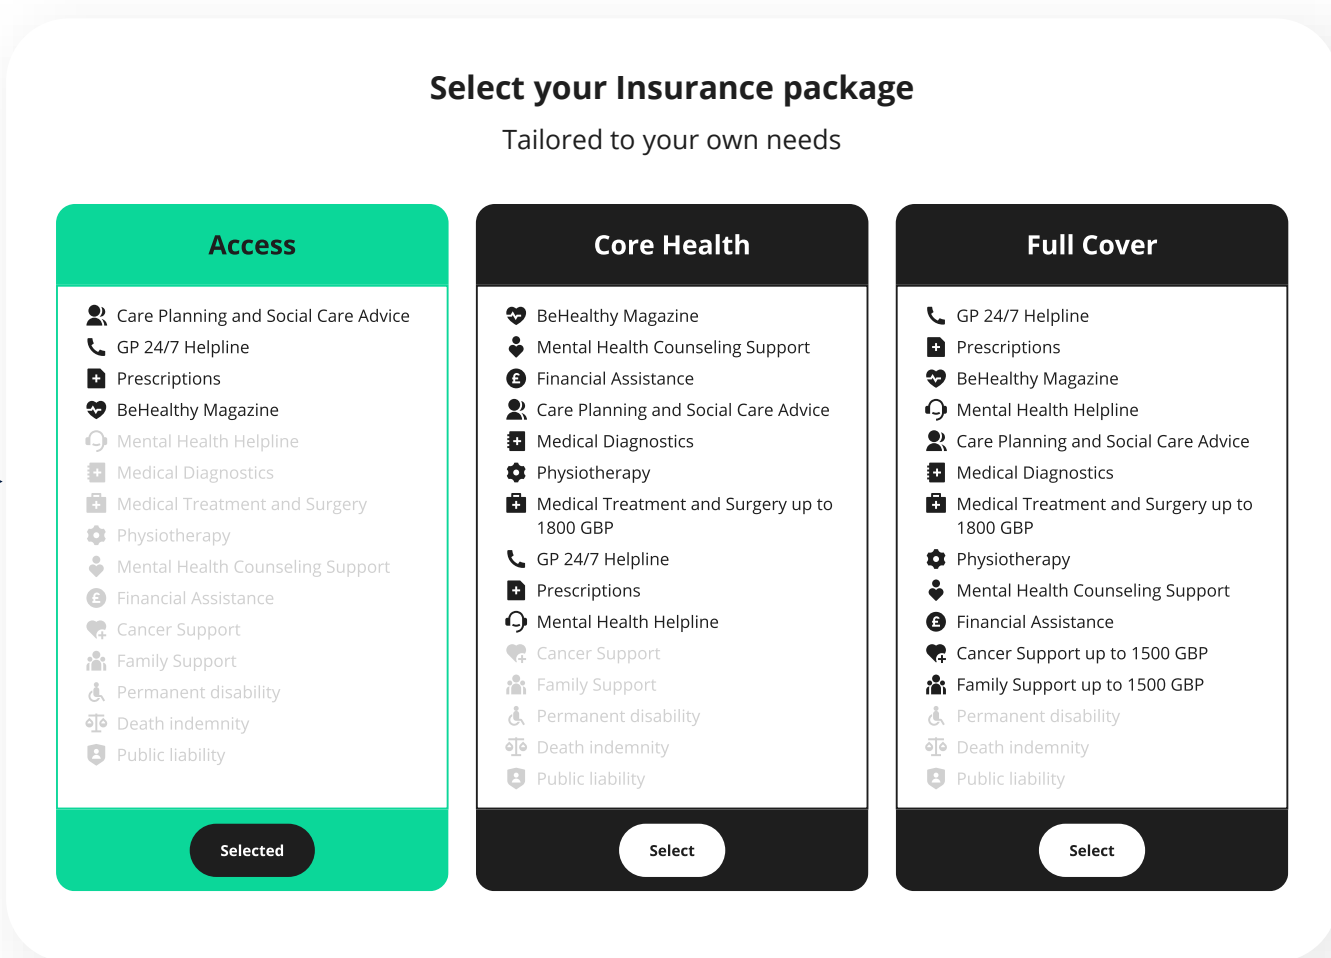 Select your Insurance package
Tailored to your own needs
Access
Care Planning and Social Care Advice
GP 24/7 Helpline
Prescriptions
BeHealthy Magazine
Mental Health Helpline
Medical Diagnostics
Medical Treatment and Surgery
Physiotherapy
Mental Health Counseling Support
Financial Assistance
Cancer Support
Family Support
Permanent disability
Death indemnity
Public liability
Selected
Core Health
BeHealthy Magazine
Mental Health Counseling Support
Financial Assistance
Care Planning and Social Care Advice
Medical Diagnostics
Physiotherapy
Medical Treatment and Surgery up to
1800 GBP
GP 24/7 Helpline
Prescriptions
Mental Health Helpline
Cancer Support
Family Support
Permanent disability
Death indemnity
Public liability
Select
Full Cover
GP 24/7 Helpline
Prescriptions
BeHealthy Magazine
Mental Health Helpline
Care Planning and Social Care Advice
Medical Diagnostics
Medical Treatment and Surgery up to
1800 GBP
Physiotherapy
Mental Health Counseling Support
Financial Assistance
Cancer Support up to 1500 GBP
Family Support up to 1500 GBP
Permanent disability
Death indemnity
Public liability
Select